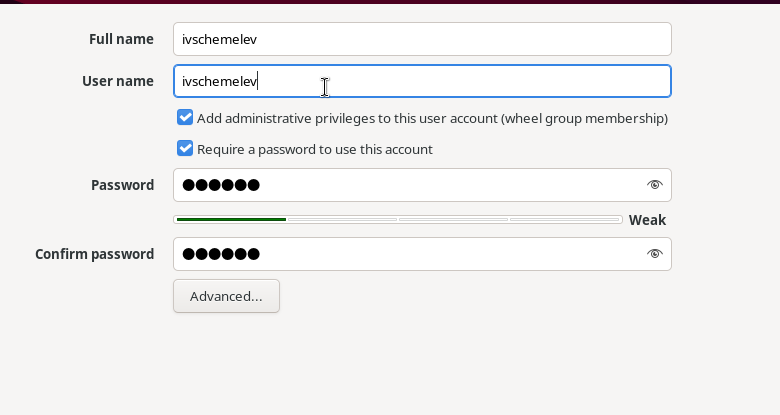 Full name ivschemelev
User name ivschemelev
Add administrative privileges to this user account (wheel group membership)
Require a password to use this account
Password ●●●●●●
Weak
Confirm password ●●●●●●
Advanced...